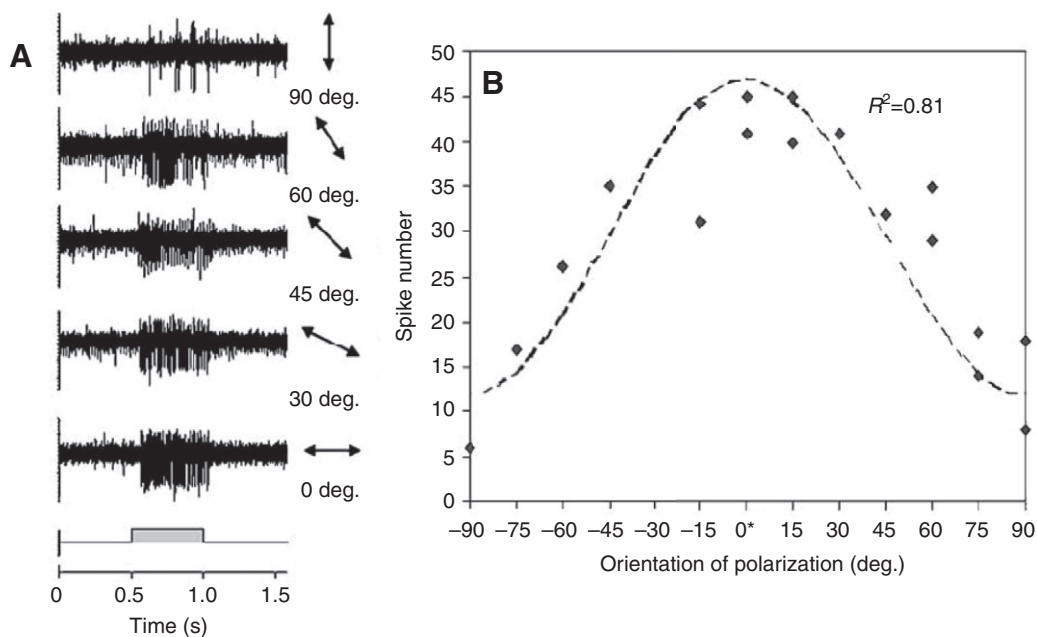 A
90 deg.
60 deg.
45 deg.
30 deg.
0 deg.
0 0.5 1.0 1.5
Time (s)
B
R²=0.81
50
45
40
35
30
25
20
15
10
5
0
Spike number
–90 –75 –60 –45 –30 –15 0* 15 30 45 60 75 90
Orientation of polarization (deg.)